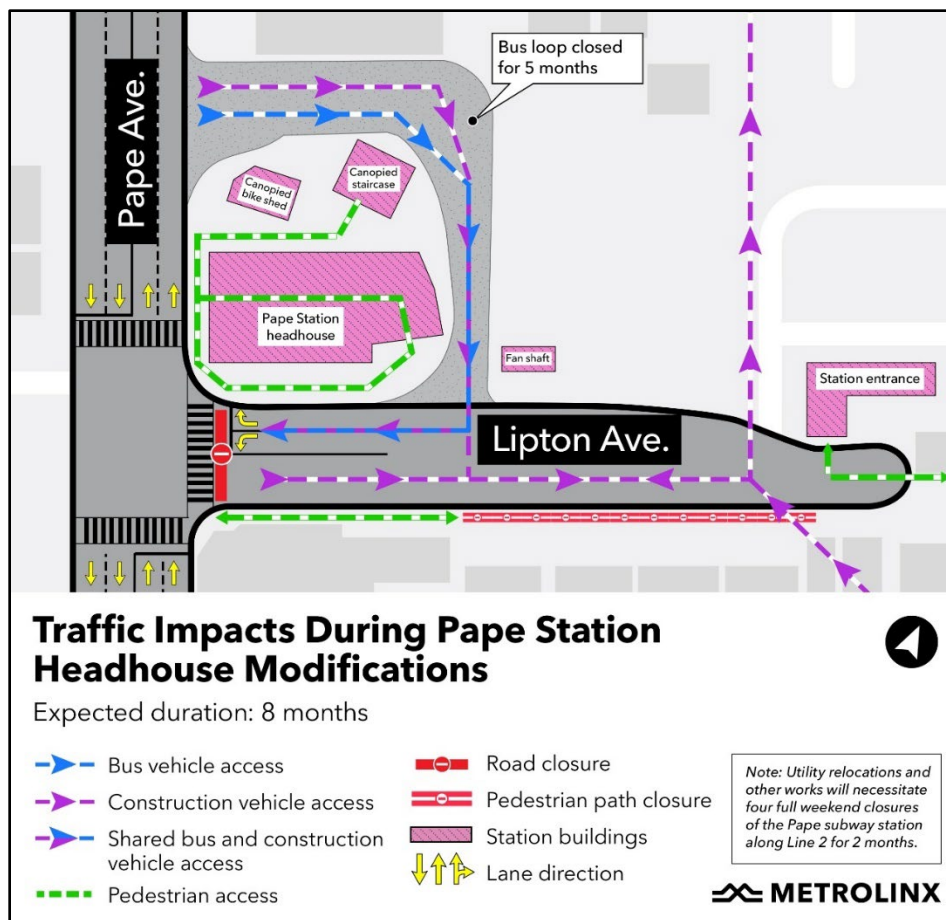 Bus loop closed
for 5 months
Pape Ave.
Canopied
bike shed
Canopied
staircase
Pape Station
headhouse
Fan shaft
Station entrance
Lipton Ave.
Traffic Impacts During Pape Station
Headhouse Modifications
Expected duration: 8 months
Bus vehicle access
Construction vehicle access
Shared bus and construction
vehicle access
Pedestrian access
Road closure
Pedestrian path closure
Station buildings
Lane direction
Note: Utility relocations and
other works will necessitate
four full weekend closures
of the Pape subway station
along Line 2 for 2 months.
METROLINX